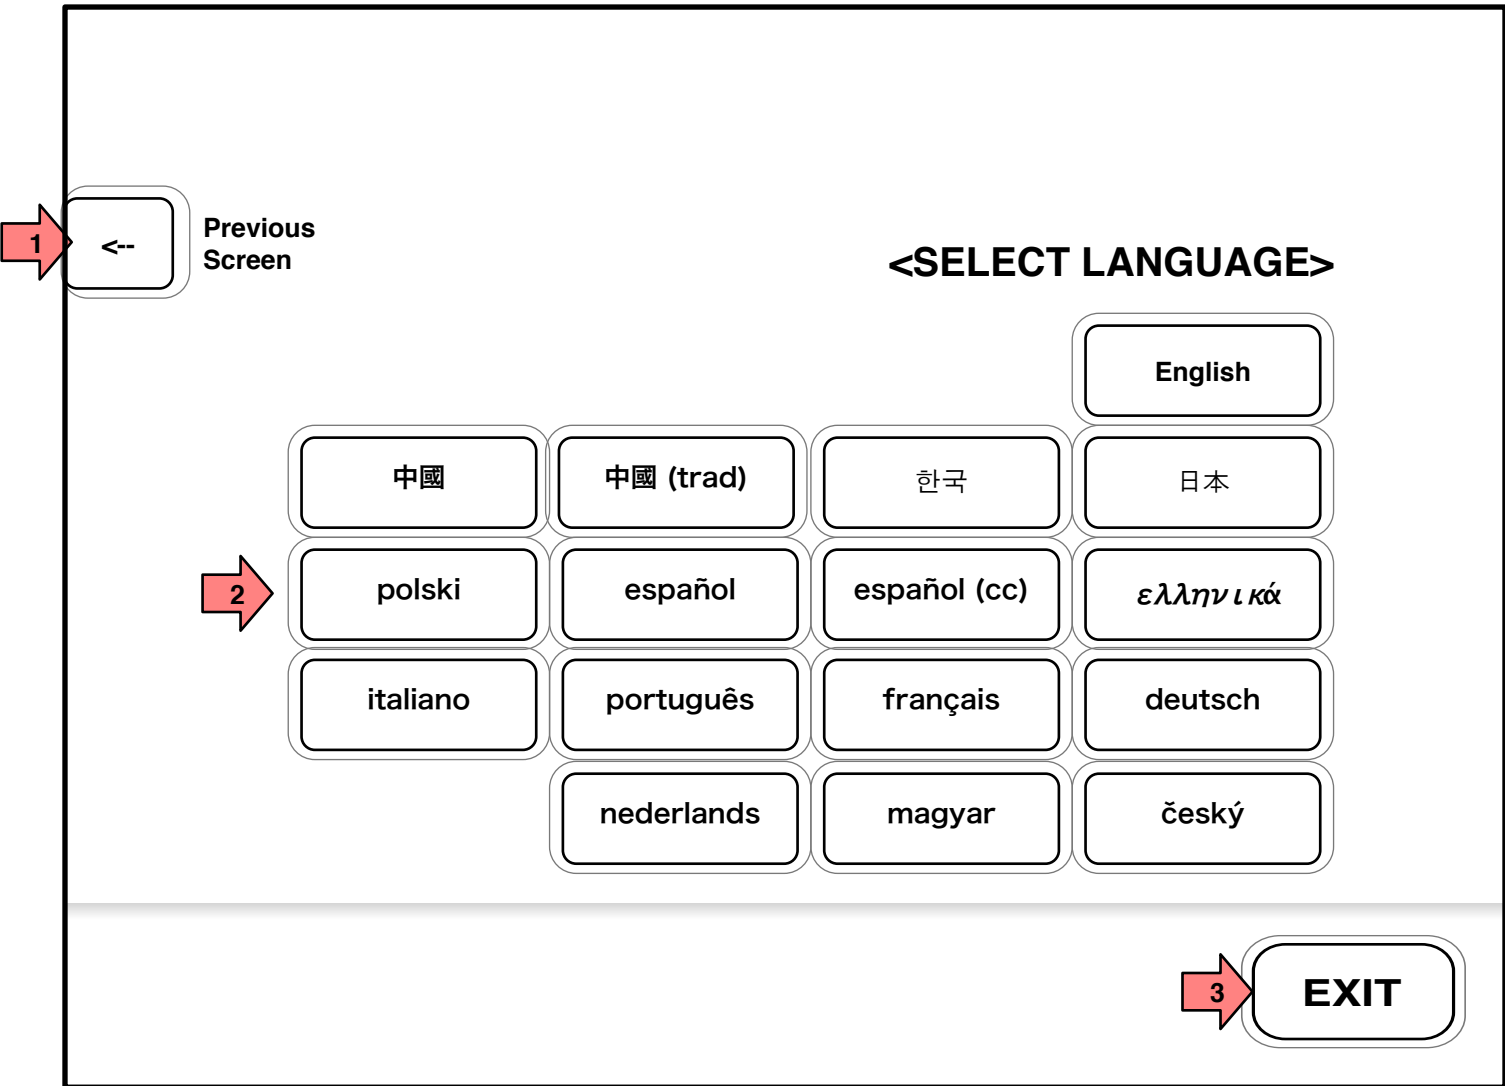 1
<--
Previous
Screen
<SELECT LANGUAGE>
English
中國
中國 (trad)
한국
日本
2
polski
español
español (cc)
ελληνικά
italiano
português
français
deutsch
nederlands
magyar
český
3
EXIT